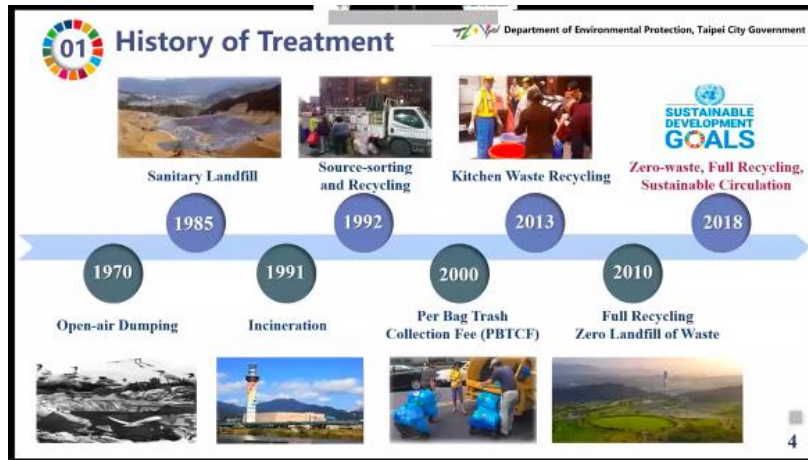 01
History of Treatment
Department of Environmental Protection, Taipei City Government
SUSTAINABLE
DEVELOPMENT
GOALS
Sanitary Landfill
Source-sorting
and Recycling
Kitchen Waste Recycling
Zero-waste, Full Recycling,
Sustainable Circulation
1985
1992
2013
2018
1970
1991
2000
2010
Open-air Dumping
Incineration
Per Bag Trash
Collection Fee (PBTCF)
Full Recycling
Zero Landfill of Waste
4